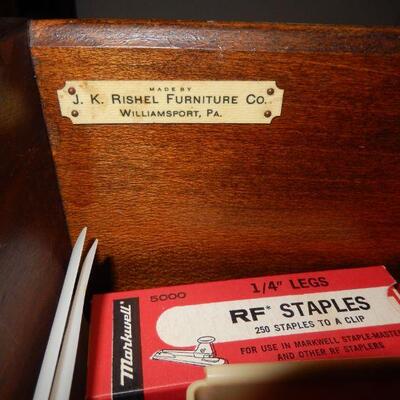 MADE BY
J. K. RISHEL FURNITURE CO.
WILLIAMSPORT, PA.
5000
1/4" LEGS
RF* STAPLES
250 STAPLES TO A CLIP
FOR USE IN MARKWELL STAPLE-MASTER
AND OTHER RF STAPLERS
Markwell